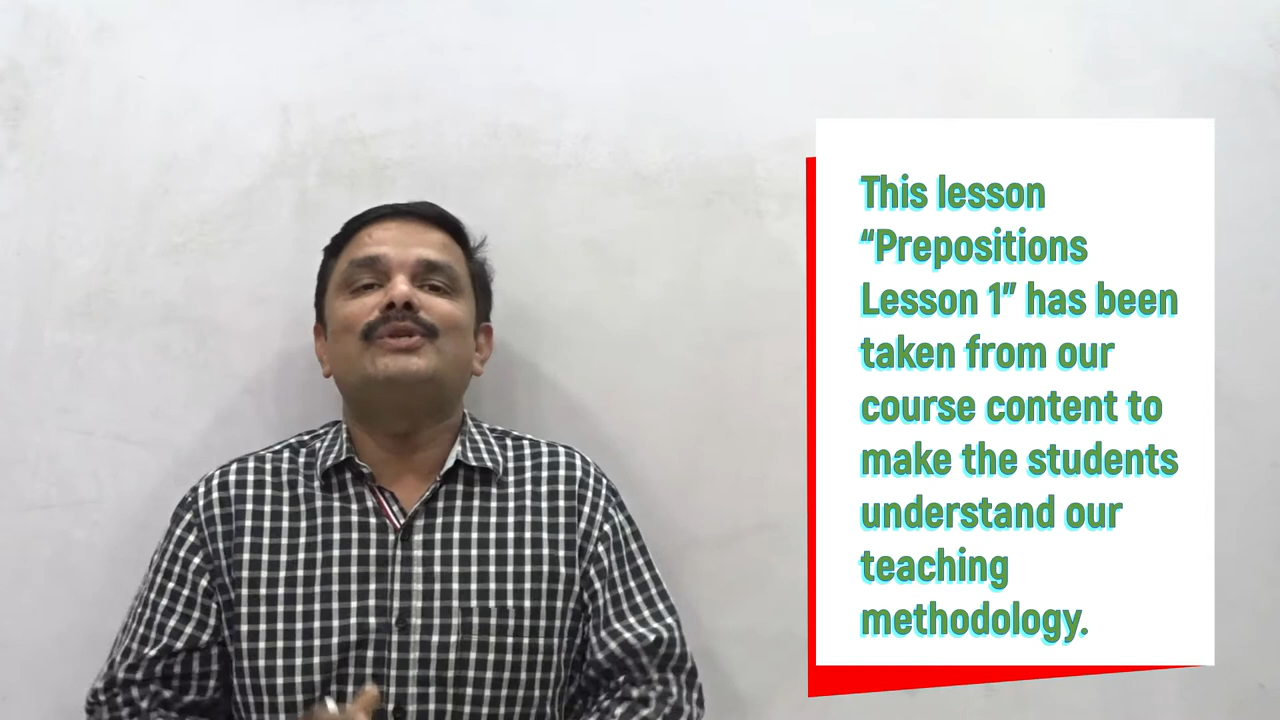 This lesson
“Prepositions
Lesson 1” has been
taken from our
course content to
make the students
understand our
teaching
methodology.